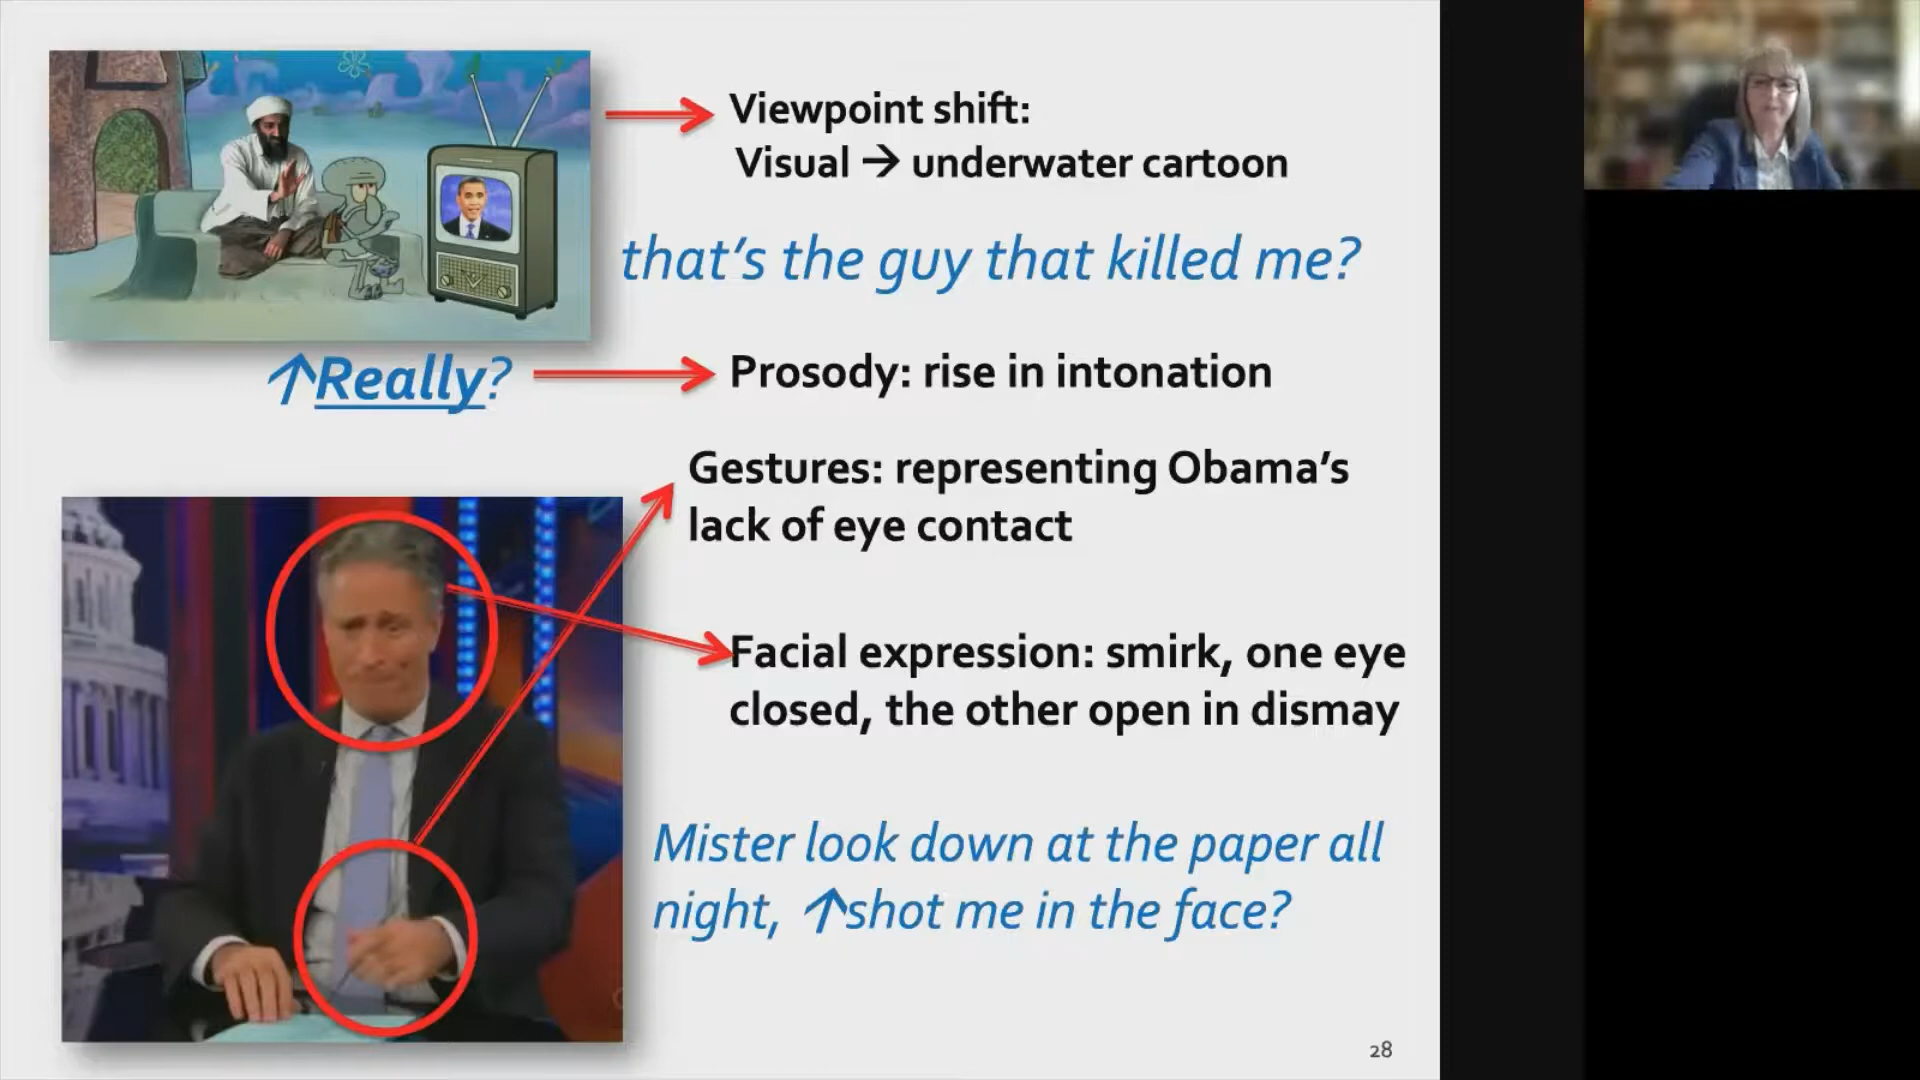 Viewpoint shift:
Visual → underwater cartoon
that's the guy that killed me?
↑Really?
Prosody: rise in intonation
Gestures: representing Obama's
lack of eye contact
Facial expression: smirk, one eye
closed, the other open in dismay
Mister look down at the paper all
night, ↑shot me in the face?
28